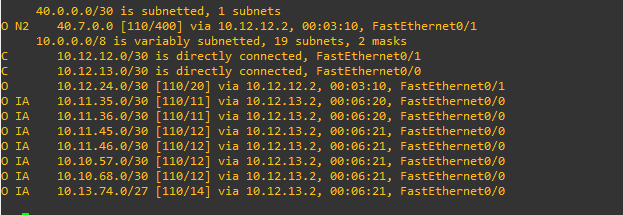 40.0.0.0/30 is subnetted, 1 subnets
O N2 40.7.0.0 [110/400] via 10.12.12.2, 00:03:10, FastEthernet0/1
10.0.0.0/8 is variably subnetted, 19 subnets, 2 masks
C 10.12.12.0/30 is directly connected, FastEthernet0/1
C 10.12.13.0/30 is directly connected, FastEthernet0/0
O 10.12.24.0/30 [110/20] via 10.12.12.2, 00:03:10, FastEthernet0/1
O IA 10.11.35.0/30 [110/11] via 10.12.13.2, 00:06:20, FastEthernet0/0
O IA 10.11.36.0/30 [110/11] via 10.12.13.2, 00:06:20, FastEthernet0/0
O IA 10.11.45.0/30 [110/12] via 10.12.13.2, 00:06:21, FastEthernet0/0
O IA 10.11.46.0/30 [110/12] via 10.12.13.2, 00:06:21, FastEthernet0/0
O IA 10.10.57.0/30 [110/12] via 10.12.13.2, 00:06:21, FastEthernet0/0
O IA 10.10.68.0/30 [110/12] via 10.12.13.2, 00:06:21, FastEthernet0/0
O IA 10.13.74.0/27 [110/14] via 10.12.13.2, 00:06:21, FastEthernet0/0